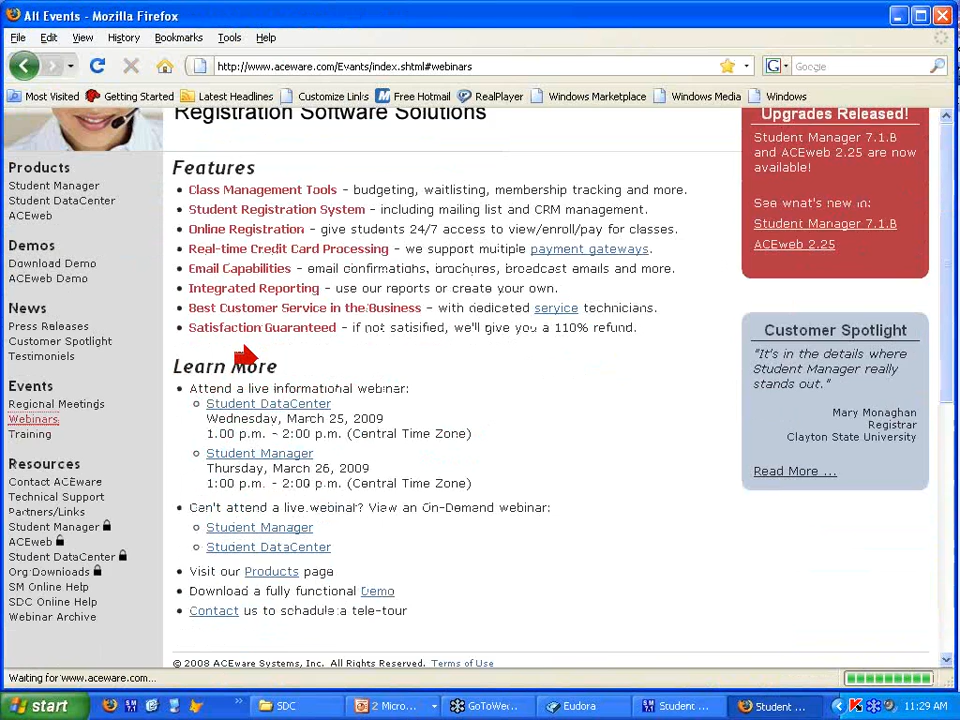 All Events - Mozilla Firefox
File Edit View History Bookmarks Tools Help
http://www.aceware.com/Evants/index.shtml#webinars
G Google
Most Visited Getting Started Latest Headlines Customize Links Free Hotmail RealPlayer Windows Marketplace Windows Media Windows
Registration Software Solutions
Products
Student Manager
Student DataCenter
ACEweb
Demos
Download Demo
ACEweb Demo
News
Press Releases
Customer Spotlight
Testimoniels
Events
Regional Meetings
Webinars
Training
Resources
Contact ACEware
Technical Support
Partners/Links
Student Manager
ACEweb
Student DataCenter
Org Downloads
SM Online Help
SDC Online Help
Webinar Archive
Features
• Class Management Tools - budgeting, waitlisting, membership tracking and more.
• Student Registration System - including mailing list and CRM management.
• Online Registration - give students 24/7 access to view/enroll/pay for classes.
• Real-time Credit Card Processing - we support multiple payment gateways.
• Email Capabilities - email confirmations, brochures, broadcast emails and more.
• Integrated Reporting - use our reports or create your own.
• Best Customer Service in the Business - with dediceted service technicians.
• Satisfaction Guaranteed - if not satisified, we'll give you a 110% refund.
Learn More
• Attend a live informational webinar:
Student DataCenter
Wednesday, March 25, 2009
1.00 p.m. - 2:00 p.m. (Central Time Zone)
Student Manager
Thursday, March 26, 2009
1:00 p.m. - 2:00 p.m. (Central Time Zone)
• Can't attend a live webinar? View an On-Demand webinar:
Student Manager
Student DataCenter
• Visit our Products page
• Download a fully functional Demo
• Contact us to schadule a tele-tour
© 2008 ACEware Systems, Inc. All Rights Reserved. Terms of Use
Upgrades Released!
Student Manager 7.1.B
and ACEweb 2.25 are now
available!
See what's new in:
Student Manager 7.1.B
ACEweb 2.25
Customer Spotlight
"It's in the details where
Student Manager really
stands out."
Mary Monaghan
Registrar
Clayton State University
Read More ...
Waiting for www.aceware.com...
start SDC 2 Micro... GoToWe... Eudora Student ... Student ... 11:29 AM